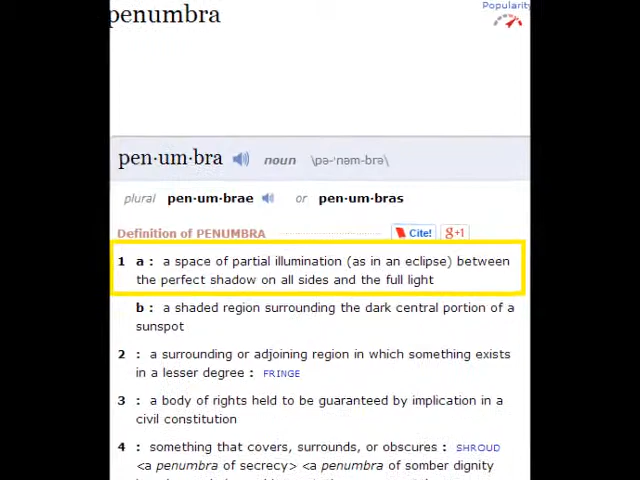 penumbra
Popularity
pen·um·bra noun \pə-ˈnəm-brə\
plural pen·um·brae or pen·um·bras
Definition of PENUMBRA Cite! g+1
1 a : a space of partial illumination (as in an eclipse) between
the perfect shadow on all sides and the full light
b : a shaded region surrounding the dark central portion of a
sunspot
2 : a surrounding or adjoining region in which something exists
in a lesser degree : FRINGE
3 : a body of rights held to be guaranteed by implication in a
civil constitution
4 : something that covers, surrounds, or obscures : SHROUD
<a penumbra of secrecy> <a penumbra of somber dignity